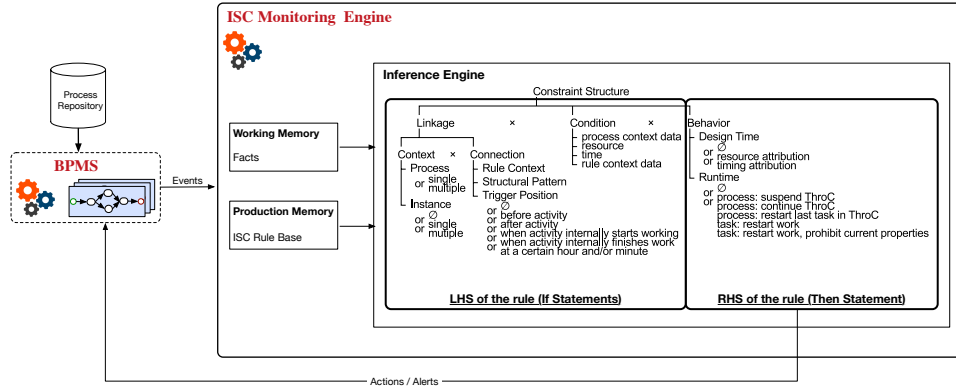 ISC Monitoring Engine
Process
Repository
BPMS
Events
Working Memory
Facts
Production Memory
ISC Rule Base
Inference Engine
Constraint Structure
Linkage × Condition × Behavior
process context data
resource
time
rule context data
Context × Connection
Process
single
or multiple
Instance
∅
or single
or mutiple
Rule Context
Structural Pattern
Trigger Position
∅
or before activity
or after activity
or when activity internally starts working
or when activity internally finishes work
or at a certain hour and/or minute
Design Time
∅
or resource attribution
or timing attribution
Runtime
∅
or process: suspend ThroC
or process: continue ThroC
process: restart last task in ThroC
task: restart work
task: restart work, prohibit current properties
LHS of the rule (If Statements)
RHS of the rule (Then Statement)
Actions / Alerts